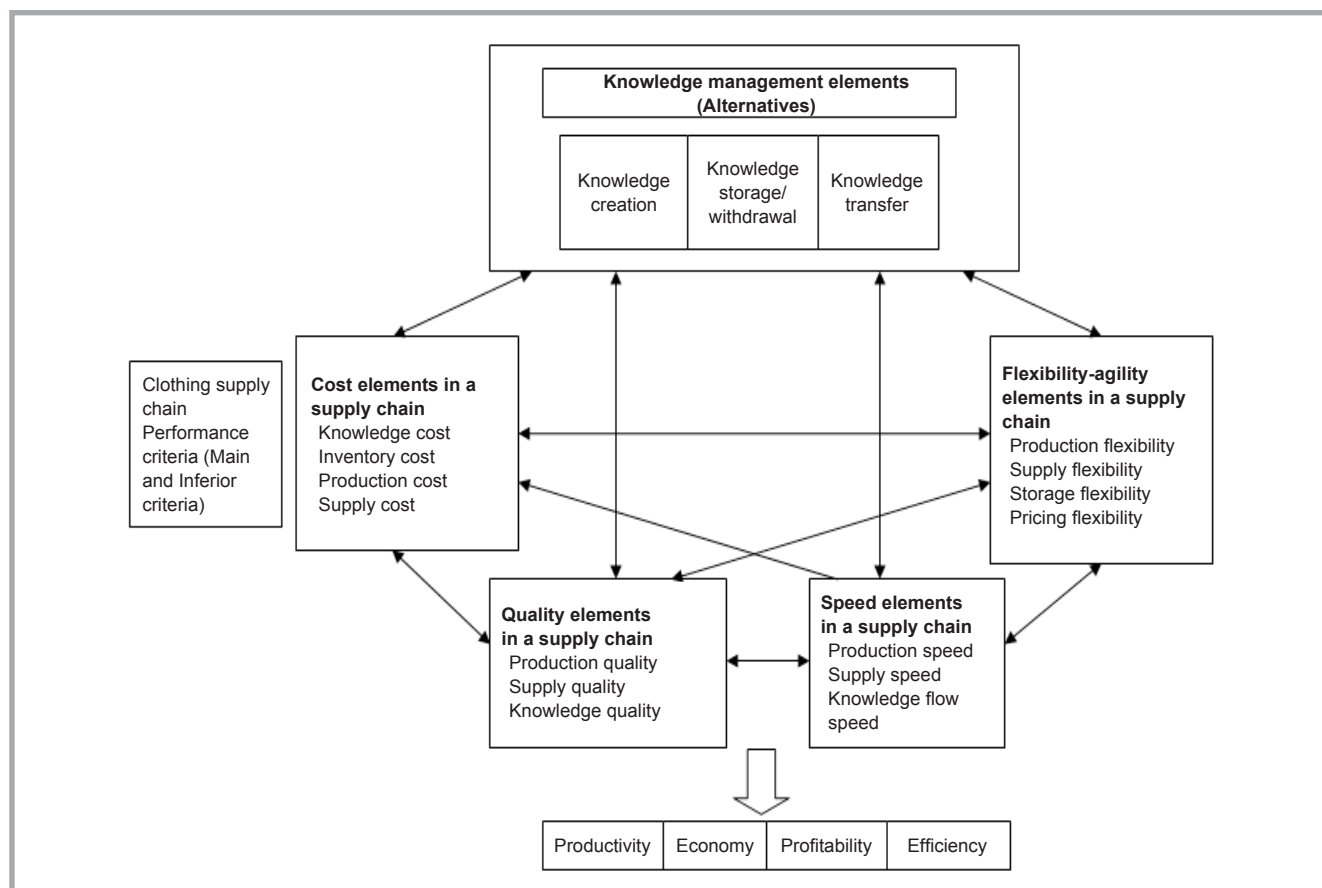 Knowledge management elements
(Alternatives)
Knowledge
creation
Knowledge
storage/
withdrawal
Knowledge
transfer
Clothing supply
chain
Performance
criteria (Main
and Inferior
criteria)
Cost elements in a
supply chain
Knowledge cost
Inventory cost
Production cost
Supply cost
Flexibility-agility
elements in a supply
chain
Production flexibility
Supply flexibility
Storage flexibility
Pricing flexibility
Quality elements
in a supply chain
Production quality
Supply quality
Knowledge quality
Speed elements
in a supply chain
Production speed
Supply speed
Knowledge flow
speed
Productivity
Economy
Profitability
Efficiency